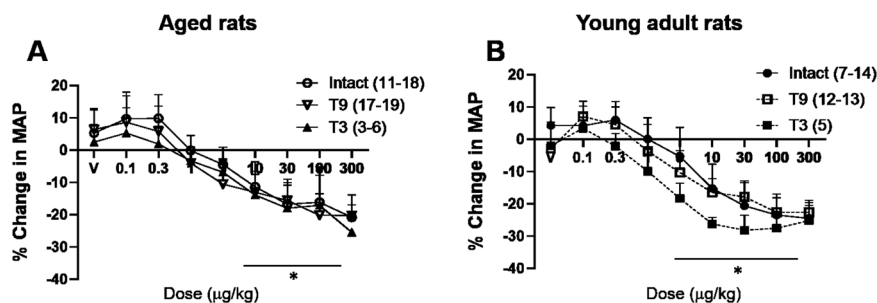 Aged rats
A
Intact (11-18)
T9 (17-19)
T3 (3-6)
% Change in MAP
20
10
0
-10
-20
-30
-40
V 0.1 0.3 1 10 30 100 300
*
Dose (μg/kg)
Young adult rats
B
Intact (7-14)
T9 (12-13)
T3 (5)
% Change in MAP
20
10
0
-10
-20
-30
-40
0.1 0.3 10 30 100 300
*
Dose (μg/kg)